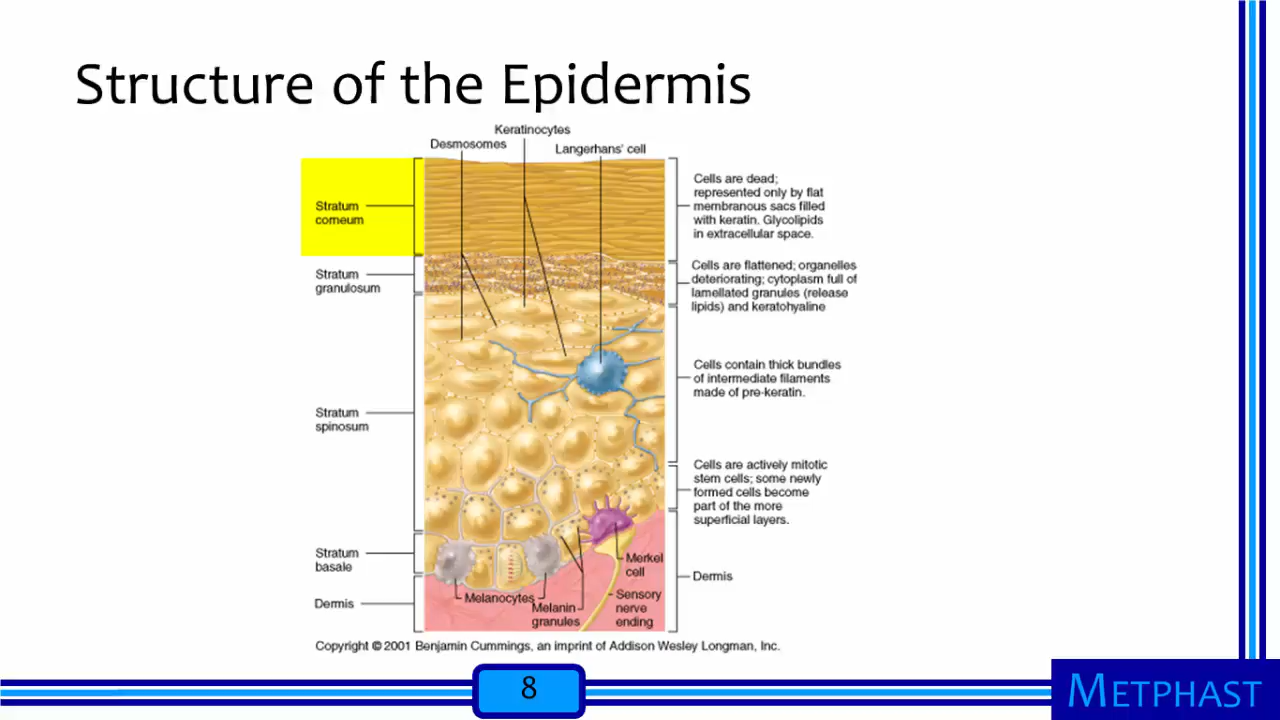 Structure of the Epidermis
Keratinocytes
Desmosomes
Langerhans' cell
Stratum
corneum
Cells are dead;
represented only by flat
membranous sacs filled
with keratin. Glycolipids
in extracellular space.
Stratum
granulosum
Cells are flattened; organelles
deteriorating; cytoplasm full of
lamellated granules (release
lipids) and keratohyaline
Stratum
spinosum
Cells contain thick bundles
of intermediate filaments
made of pre-keratin.
Cells are actively mitotic
stem cells; some newly
formed cells become
part of the more
superficial layers.
Stratum
basale
Merkel
cell
Dermis
Dermis
Melanocytes
Melanin
granules
Sensory
nerve
ending
Copyright © 2001 Benjamin Cummings, an imprint of Addison Wesley Longman, Inc.
8
METPHAST